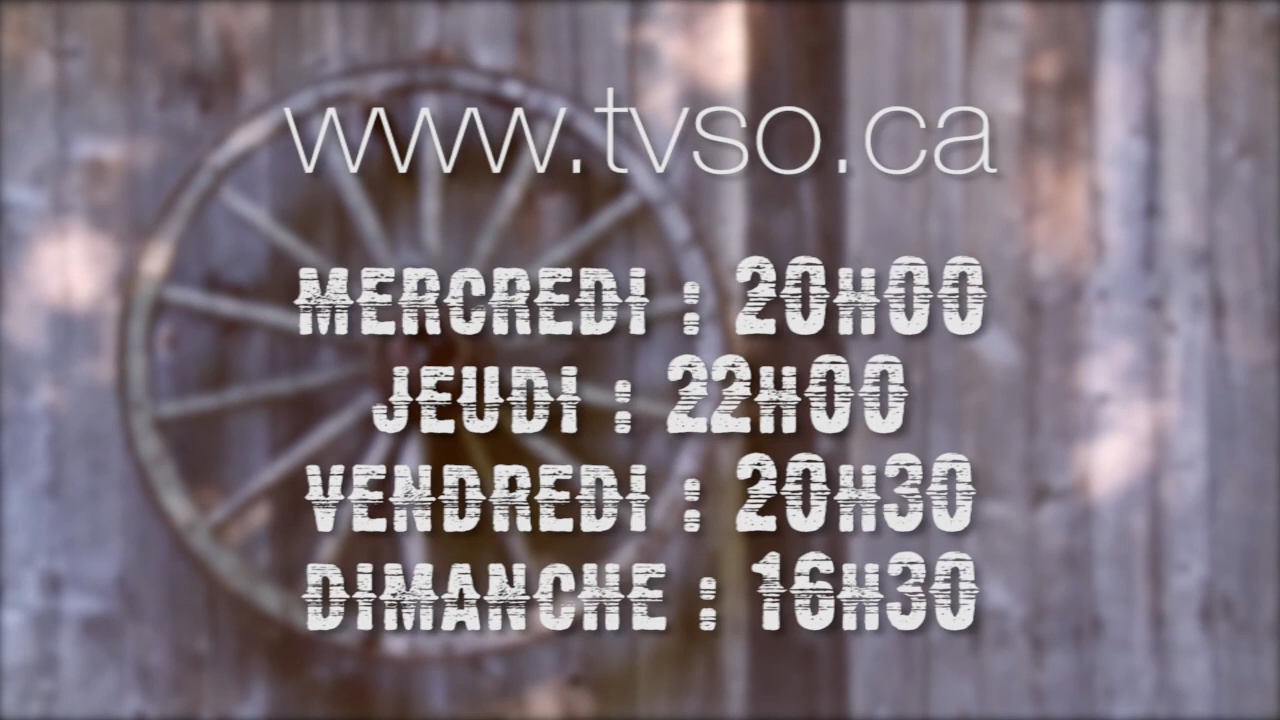 www.tvso.ca
MERCREDI : 20H00
JEUDI : 22H00
VENDREDI : 20H30
DIMANCHE : 16H30